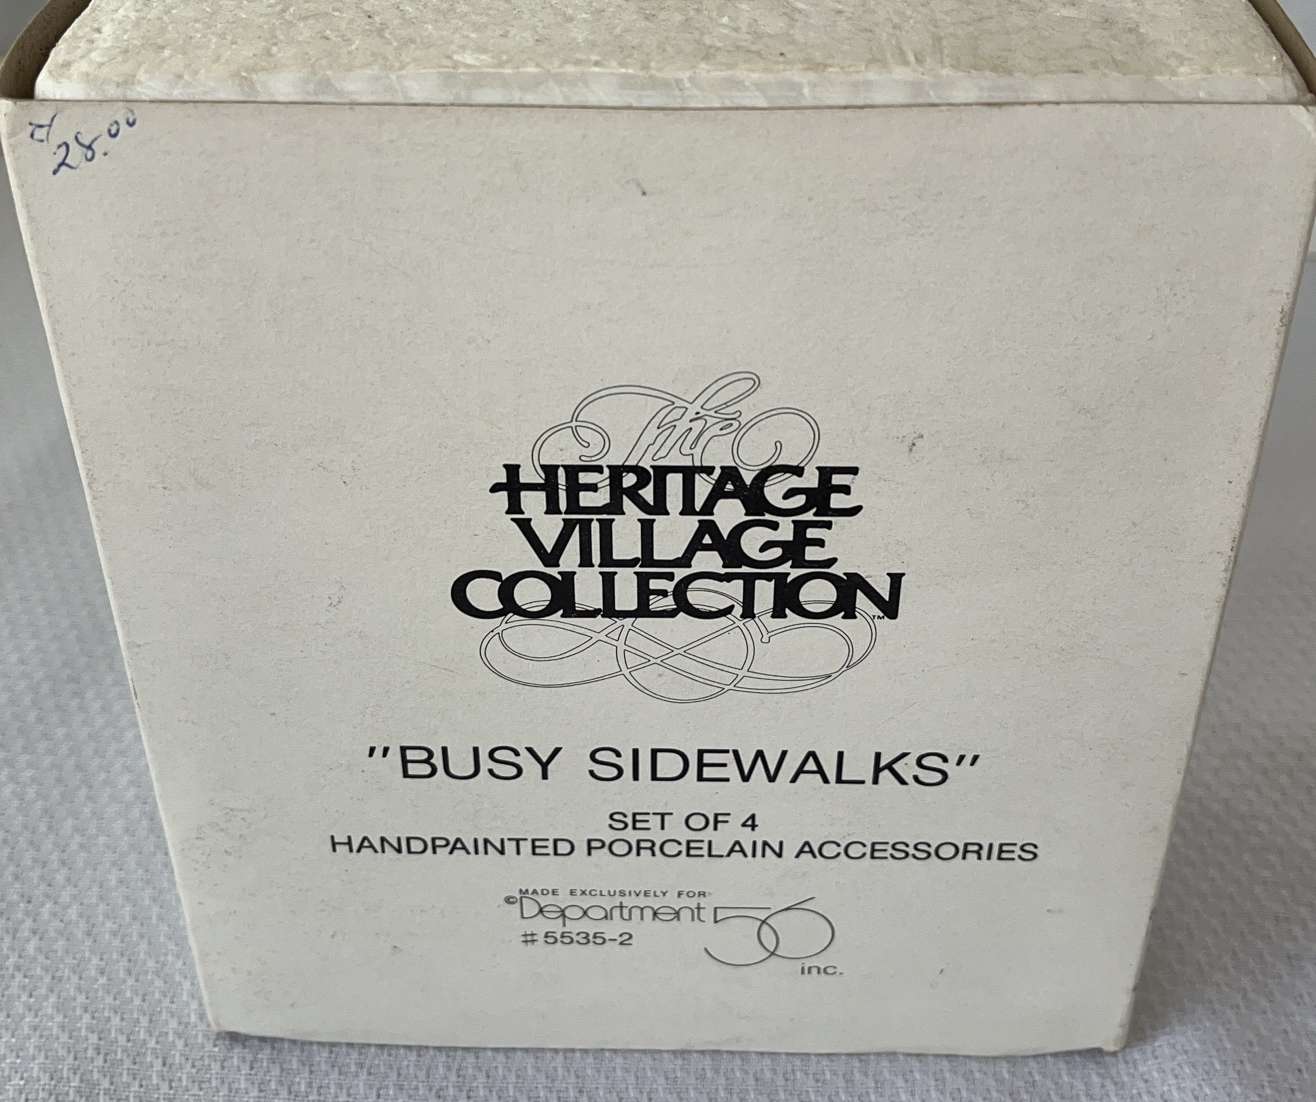 c/
28.00
The
HERITAGE
VILLAGE
COLLECTION™
"BUSY SIDEWALKS"
SET OF 4
HANDPAINTED PORCELAIN ACCESSORIES
MADE EXCLUSIVELY FOR
©Department 56
#5535-2
inc.